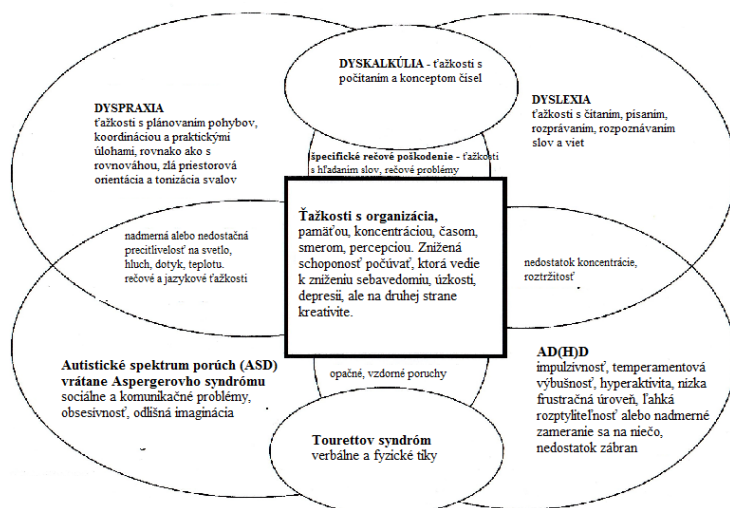 DYSKALKÚLIA - ťažkosti s
počítaním a konceptom čísel
DYSPRAXIA
ťažkosti s plánovaním pohybov,
koordináciou a praktickými
úlohami, rovnako ako s
rovnováhou, zlá priestorová
orientácia a tonizácia svalov
DYSLEXIA
ťažkosti s čítaním, písaním,
rozprávaním, rozpoznávaním
slov a viet
špecifické rečové poškodenie - ťažkosti
s hľadaním slov, rečové problémy
Ťažkosti s organizácia,
pamäťou, koncentráciou, časom,
smerom, percepciou. Znížená
schoponosť počúvať, ktorá vedie
k zníženiu sebavedomiu, úzkosti,
depresii, ale na druhej strane
kreativite.
nadmerná alebo nedostačná
precitlivelosť na svetlo,
hluch, dotyk, teplotu.
rečové a jazykové ťažkosti
nedostatok koncentrácie,
roztržitosť
Autistické spektrum porúch (ASD)
vrátane Aspergerovho syndrómu
sociálne a komunikačné problémy,
obsesivnosť, odlišná imaginácia
opačné, vzdorné poruchy
AD(H)D
impulzívnosť, temperamentová
výbušnosť, hyperaktivita, nizka
frustračná úroveň, ľahká
rozptyliteľnosť alebo nadmerné
zameranie sa na niečo,
nedostatok zábran
Tourettov syndróm
verbálne a fyzické tiky